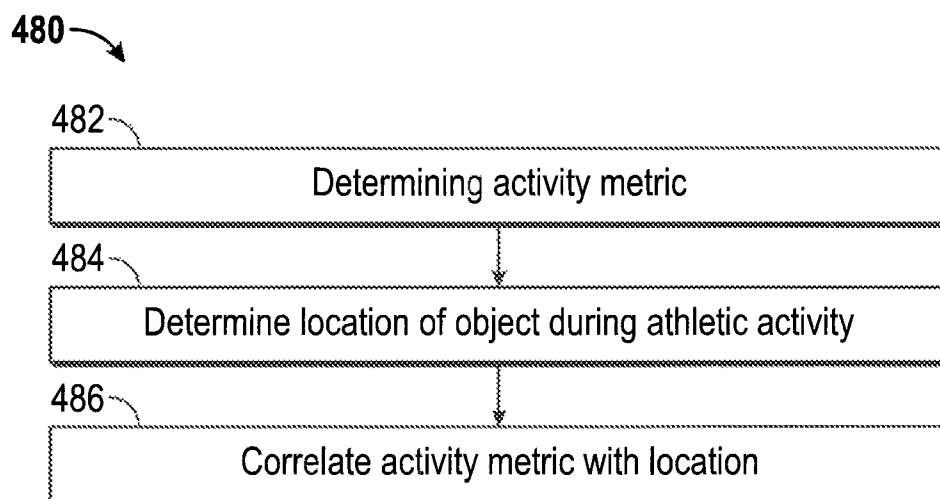 480
482
Determining activity metric
484
Determine location of object during athletic activity
486
Correlate activity metric with location